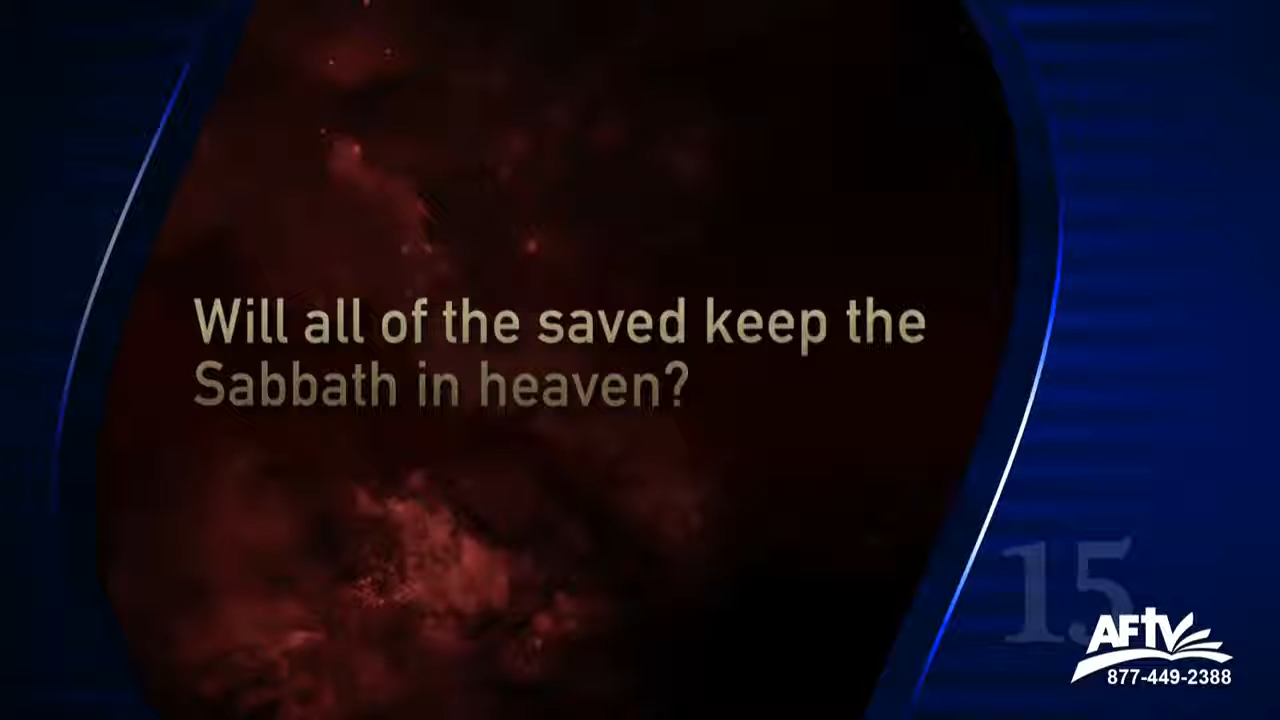 Will all of the saved keep the
Sabbath in heaven?
15
AFTV
877-449-2388